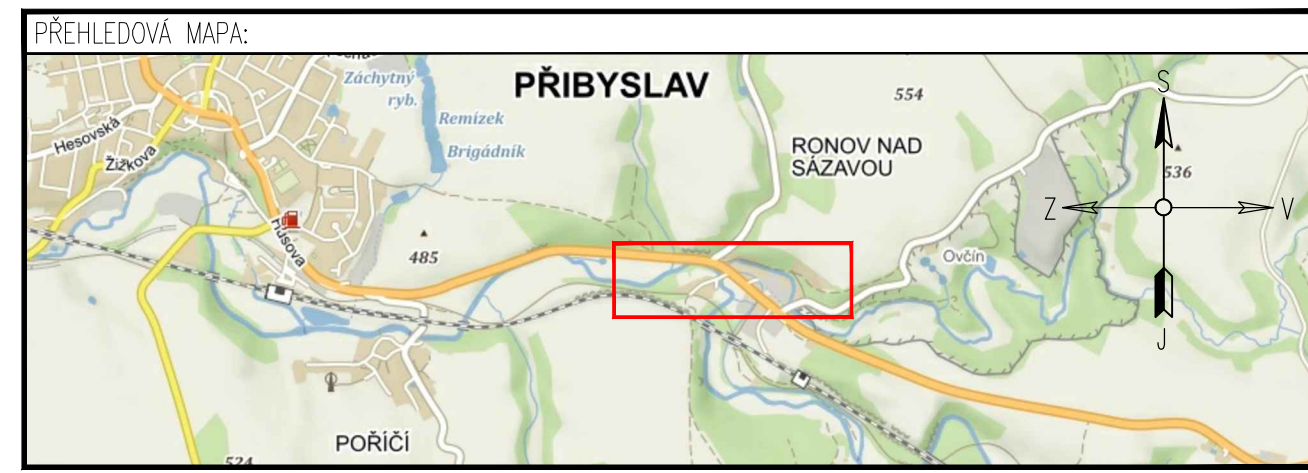 PŘEHLEDOVÁ MAPA:
Záchytný
ryb.
PŘIBYSLAV
554
S
Hesovská
Remízek
Žižkova
Brigádník
RONOV NAD
SÁZAVOU
536
Z
V
Husova
485
Ovčín
J
POŘÍČÍ
524